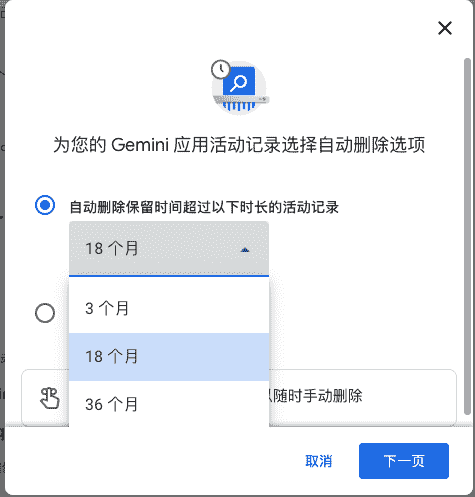 为您的 Gemini 应用活动记录选择自动删除选项
自动删除保留时间超过以下时长的活动记录
18 个月
3 个月
18 个月
36 个月
随时手动删除
取消
下一页